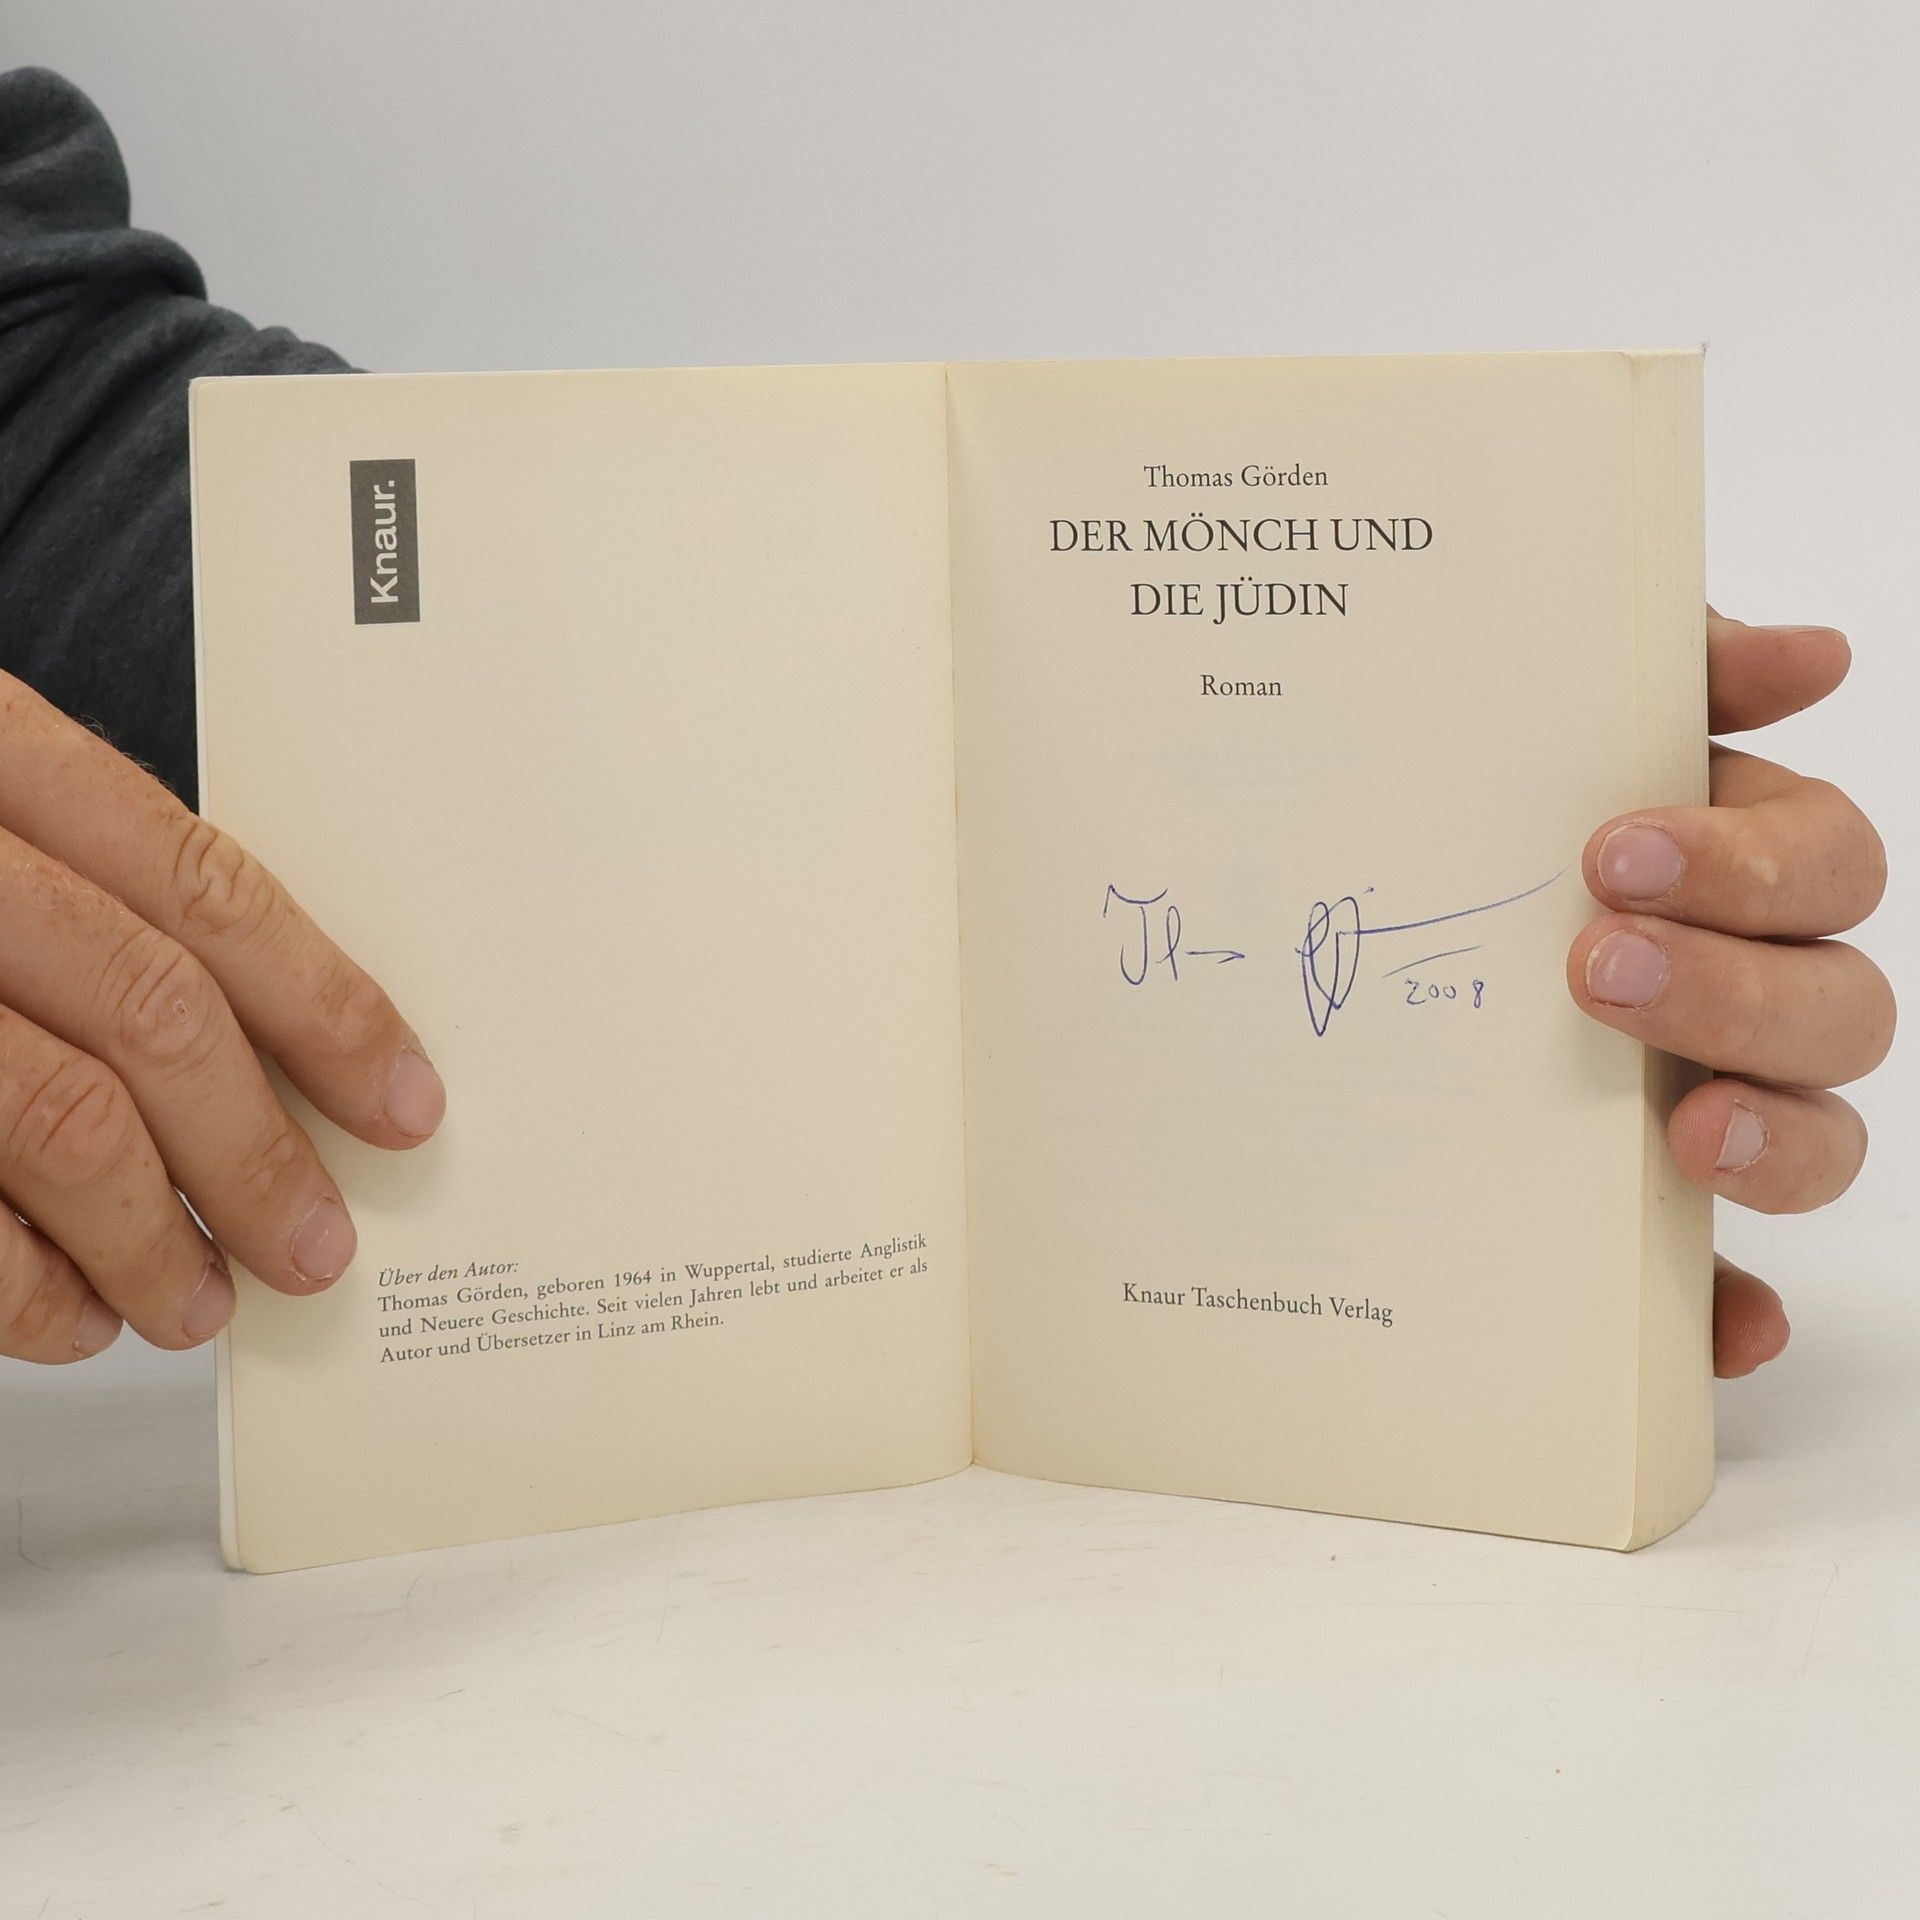 Knaur.
Über den Autor:
Thomas Görden, geboren 1964 in Wuppertal, studierte Anglistik
und Neuere Geschichte. Seit vielen Jahren lebt und arbeitet er als
Autor und Übersetzer in Linz am Rhein.
Thomas Görden
DER MÖNCH UND
DIE JÜDIN
Roman
2008
Knaur Taschenbuch Verlag